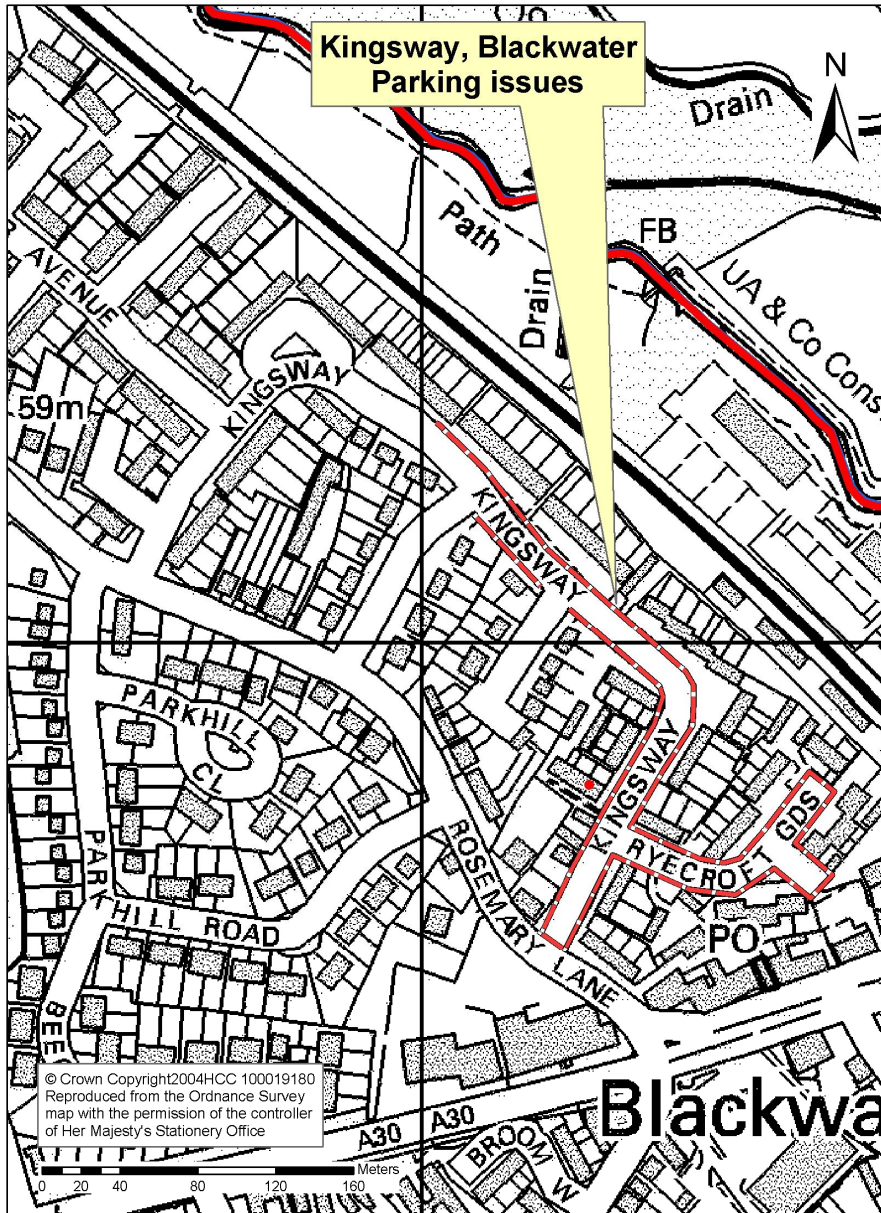 Kingsway, Blackwater
Parking issues
N
Drain
Path
FB
Drain
UA & Co Cons
AVENUE
KINGSWAY
59m
KINGSWAY
PARKHILL
CL
KINGSWAY
GDS
RYECROFT
PARK
HILL ROAD
ROSEMARY
LANE
PO
BEE
© Crown Copyright2004HCC 100019180
Reproduced from the Ordnance Survey
map with the permission of the controller
of Her Majesty's Stationery Office
Blackwa
A30
A30
BROOM W
Meters
0 20 40 80 120 160